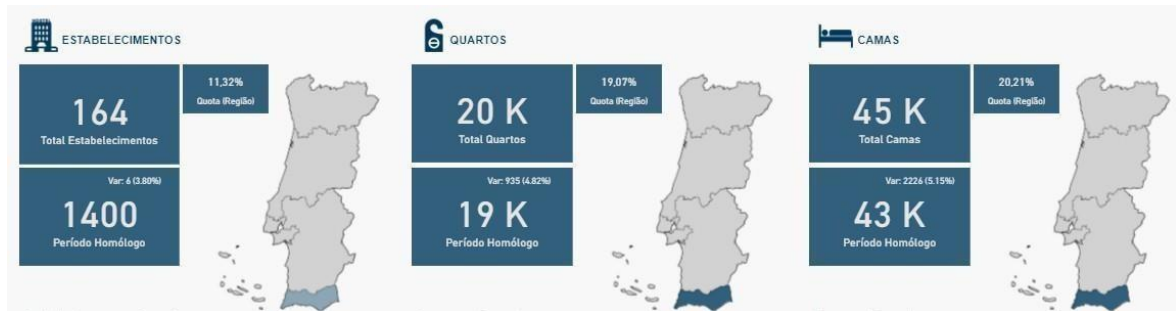 ESTABELECIMENTOS
164
Total Estabelecimentos
11,32%
Quota (Região)
Var: 6 (3.80%)
1400
Período Homólogo
QUARTOS
20 K
Total Quartos
19,07%
Quota (Região)
Var: 935 (4.82%)
19 K
Período Homólogo
CAMAS
45 K
Total Camas
20,21%
Quota (Região)
Var: 2226 (5.15%)
43 K
Período Homólogo